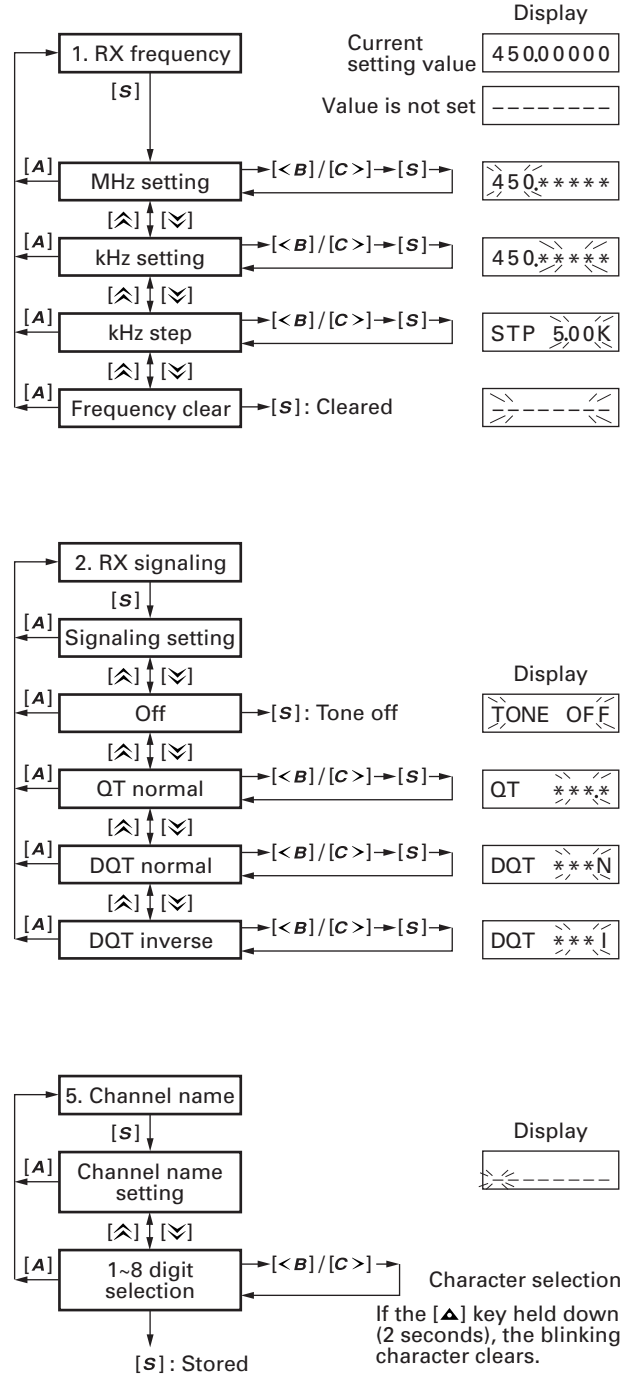 Display
1. RX frequency
Current
setting value
450.00000
[S]
Value is not set
--------
[A]
MHz setting
[<B]/[C>]
[S]
450.*****
[︽] [︾]
[A]
kHz setting
[<B]/[C>]
[S]
450.*****
[︽] [︾]
[A]
kHz step
[<B]/[C>]
[S]
STP 5.00K
[︽] [︾]
[A]
Frequency clear
[S]: Cleared
--------
2. RX signaling
[S]
[A]
Signaling setting
[︽] [︾]
Display
[A]
Off
[S]: Tone off
TONE OFF
[︽] [︾]
[A]
QT normal
[<B]/[C>]
[S]
QT ***.*
[︽] [︾]
[A]
DQT normal
[<B]/[C>]
[S]
DQT ***N
[︽] [︾]
[A]
DQT inverse
[<B]/[C>]
[S]
DQT ***I
5. Channel name
[S]
Display
[A]
Channel name
setting
--------
[︽] [︾]
[A]
1~8 digit
selection
[<B]/[C>]
Character selection
If the [▲] key held down
(2 seconds), the blinking
character clears.
[S]: Stored